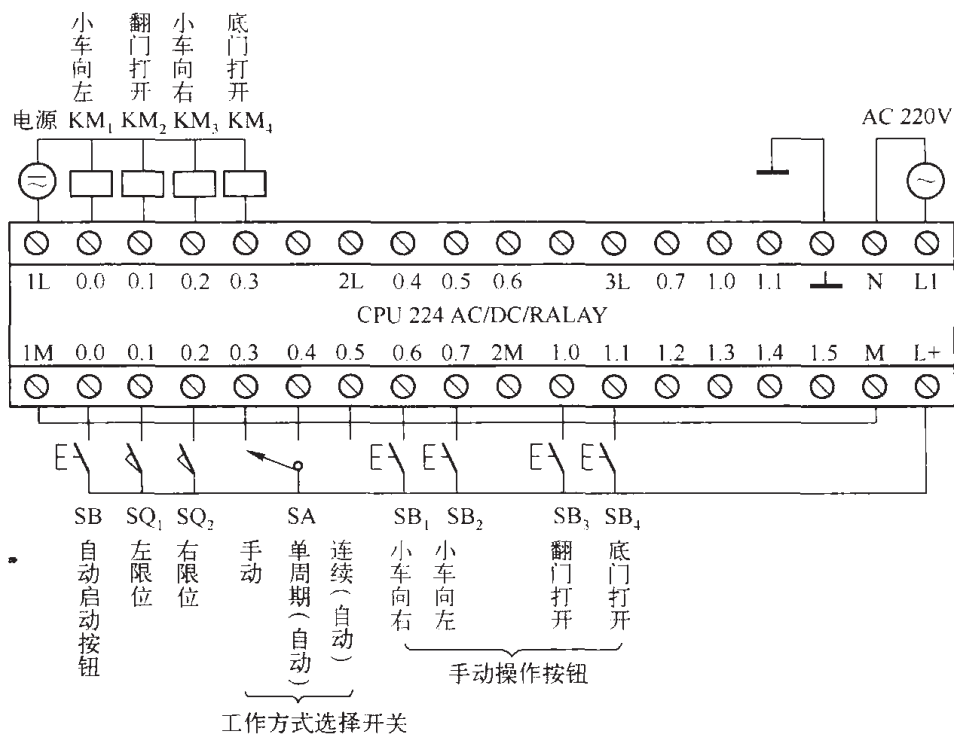 小车向左
翻门打开
小车向右
底门打开
电源 KM₁ KM₂ KM₃ KM₄
AC 220V
1L 0.0 0.1 0.2 0.3 2L 0.4 0.5 0.6 3L 0.7 1.0 1.1 N L1
CPU 224 AC/DC/RALAY
1M 0.0 0.1 0.2 0.3 0.4 0.5 0.6 0.7 2M 1.0 1.1 1.2 1.3 1.4 1.5 M L+
SB SQ₁ SQ₂ SA SB₁ SB₂ SB₃ SB₄
自动启动按钮
左限位
右限位
手动
单周期(自动)
连续(自动)
小车向右
小车向左
翻门打开
底门打开
手动操作按钮
工作方式选择开关